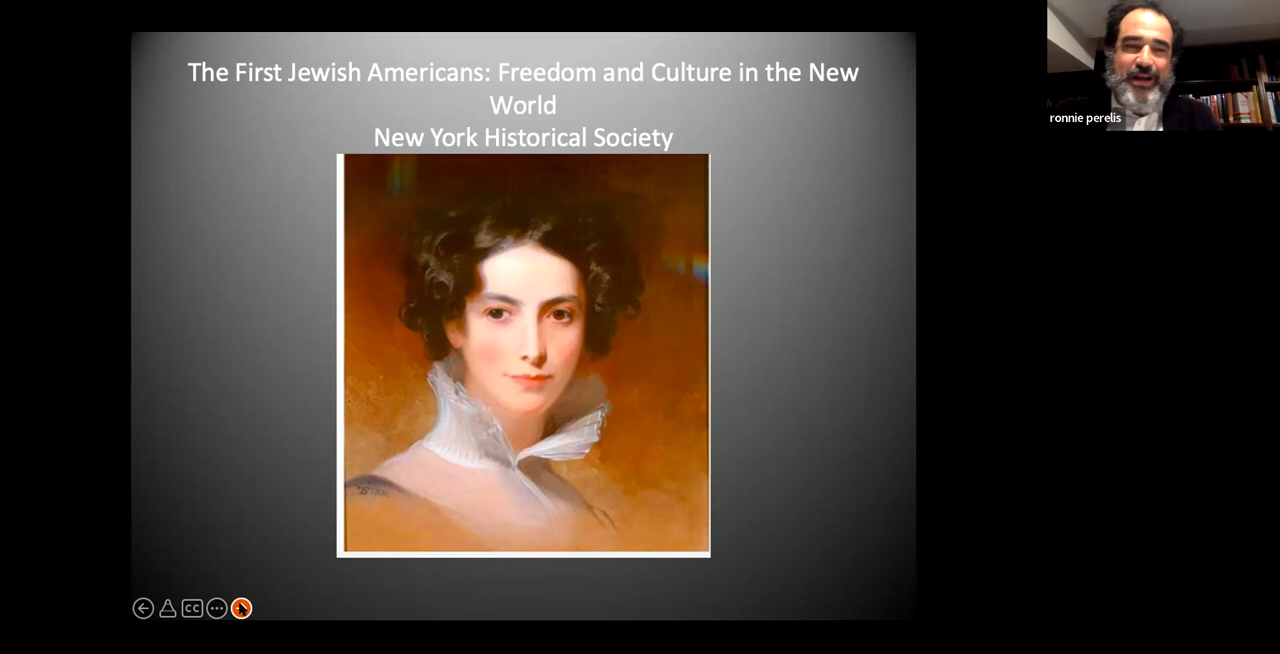 The First Jewish Americans: Freedom and Culture in the New
World
New York Historical Society
ronnie perelis
CC